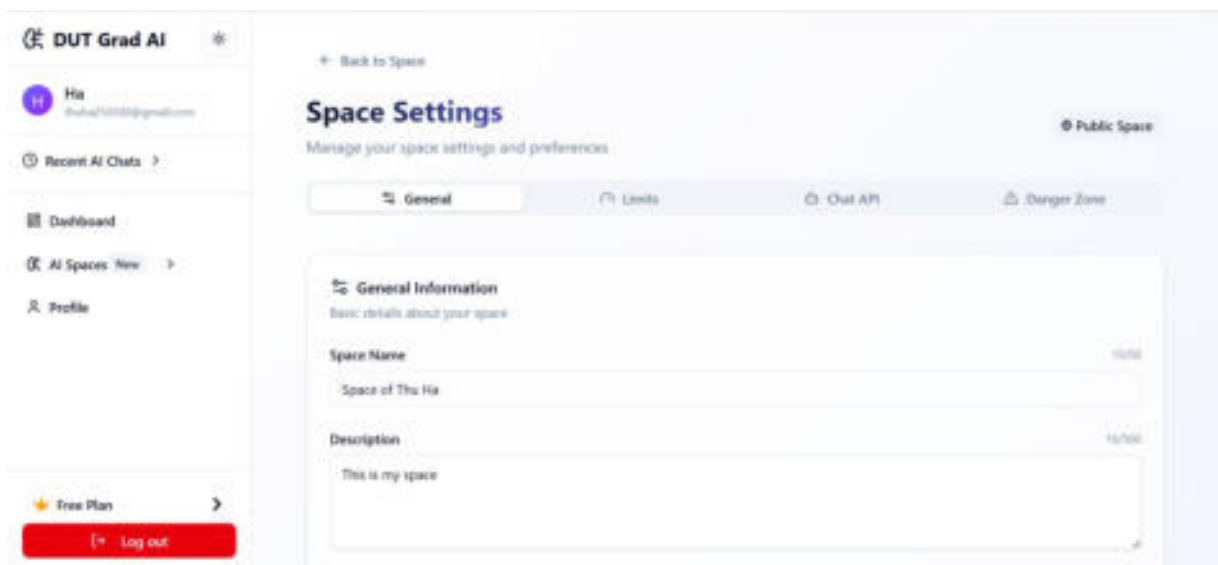 DUT Grad AI
H
Ha
Recent AI Chats
Dashboard
AI Spaces New
Profile
Free Plan
Log out
Back to Space
Space Settings
Public Space
Manage your space settings and preferences
General
Limits
Chat API
Danger Zone
General Information
Basic details about your space
Space Name
Space of Thu Ha
Description
This is my space